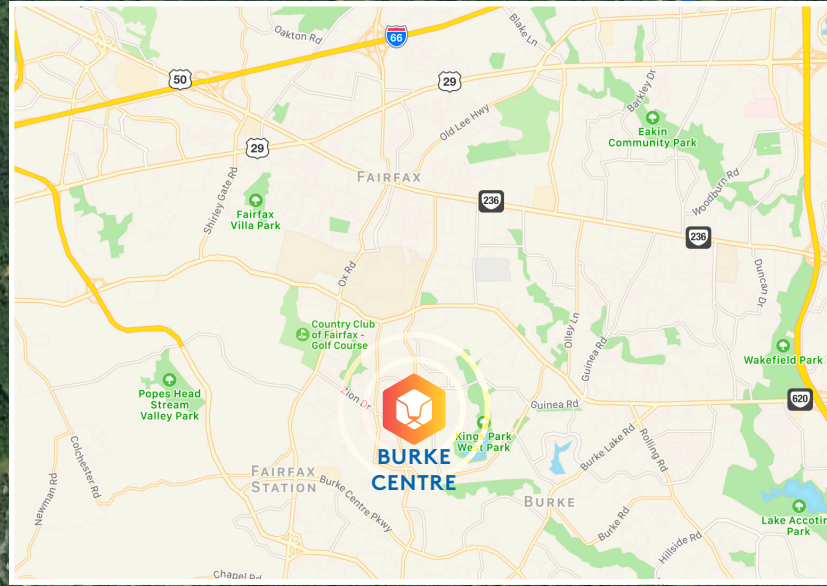 Oakton Rd
66
Blake Ln
50
29
Barkley Dr
Old Lee Hwy
Eakin
Community Park
29
FAIRFAX
Shirley Gate Rd
Woodburn Rd
236
Fairfax
Villa Park
236
Ox Rd
Duncan Dr
Country Club
of Fairfax -
Golf Course
Olley Ln
Guinea Rd
Wakefield Park
Popes Head
Stream
Valley Park
Zion Dr
Guinea Rd
620
Kings Park
West Park
Burke Lake Rd
Rolling Rd
BURKE
CENTRE
Colchester Rd
Newman Rd
FAIRFAX
STATION
Burke Centre Pkwy
BURKE
Burke Rd
Lake Accotin
Park
Hillside Rd
Chapel Rd